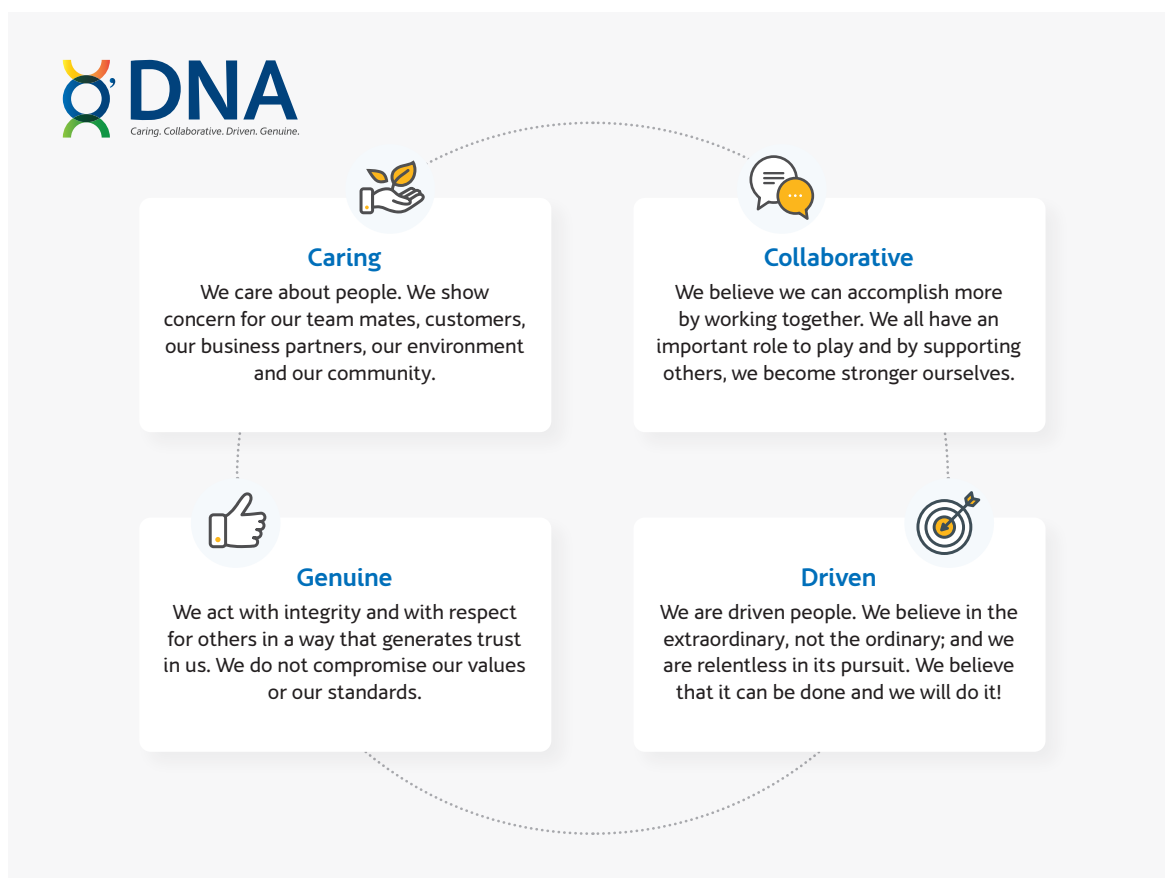 O'DNA
Caring. Collaborative. Driven. Genuine.
Caring
We care about people. We show
concern for our team mates, customers,
our business partners, our environment
and our community.
Collaborative
We believe we can accomplish more
by working together. We all have an
important role to play and by supporting
others, we become stronger ourselves.
Genuine
We act with integrity and with respect
for others in a way that generates trust
in us. We do not compromise our values
or our standards.
Driven
We are driven people. We believe in the
extraordinary, not the ordinary; and we
are relentless in its pursuit. We believe
that it can be done and we will do it!